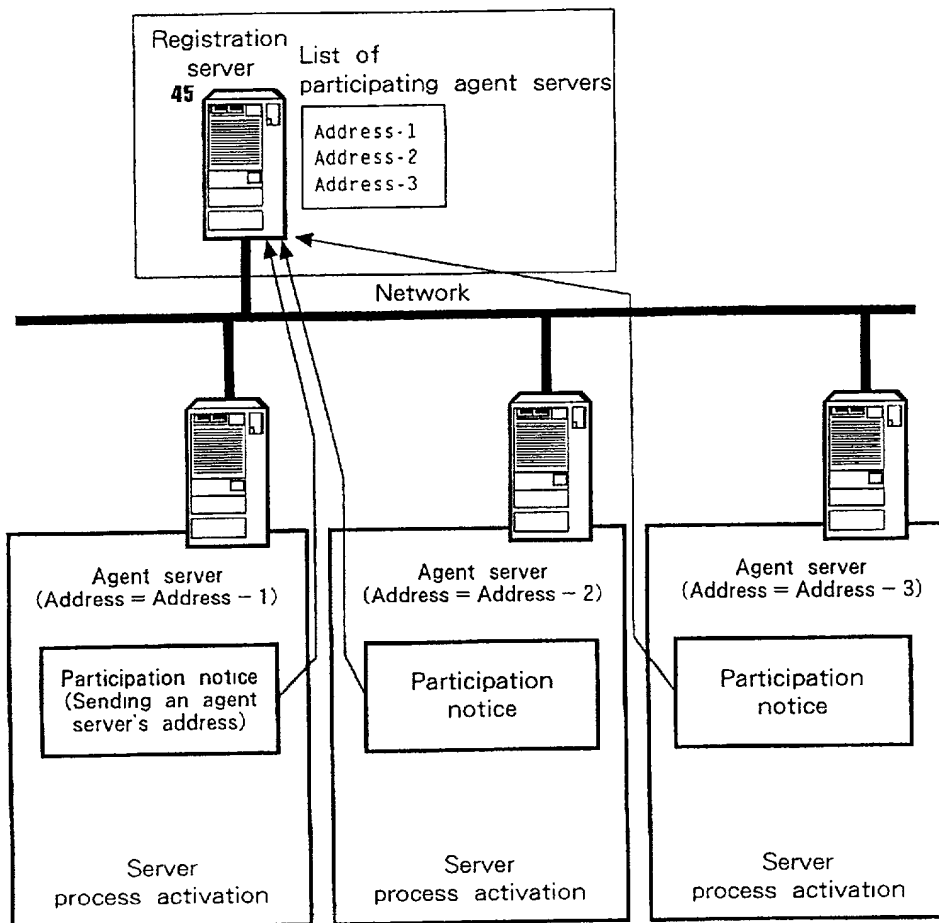 Registration
server
45
List of
participating agent servers
Address-1
Address-2
Address-3
Network
Agent server
(Address = Address - 1)
Participation notice
(Sending an agent
server's address)
Server
process activation
Agent server
(Address = Address - 2)
Participation
notice
Server
process activation
Agent server
(Address = Address - 3)
Participation
notice
Server
process activation